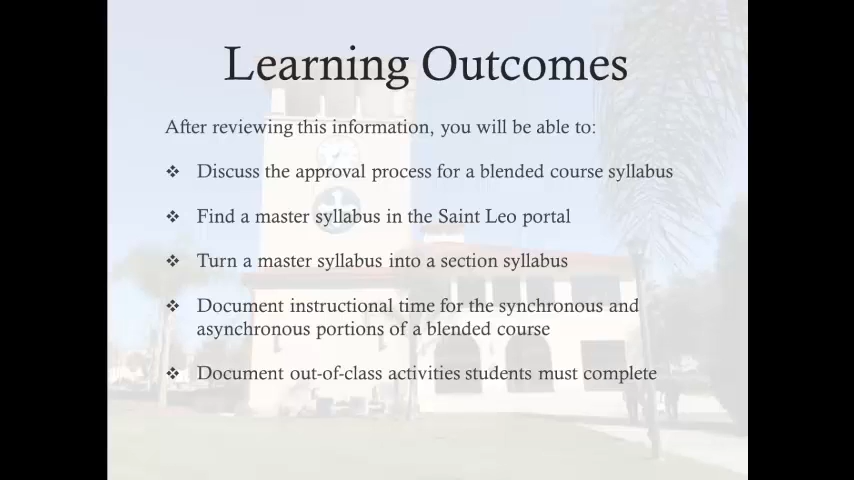 Learning Outcomes
After reviewing this information, you will be able to:
❖ Discuss the approval process for a blended course syllabus
❖ Find a master syllabus in the Saint Leo portal
❖ Turn a master syllabus into a section syllabus
❖ Document instructional time for the synchronous and
asynchronous portions of a blended course
❖ Document out-of-class activities students must complete